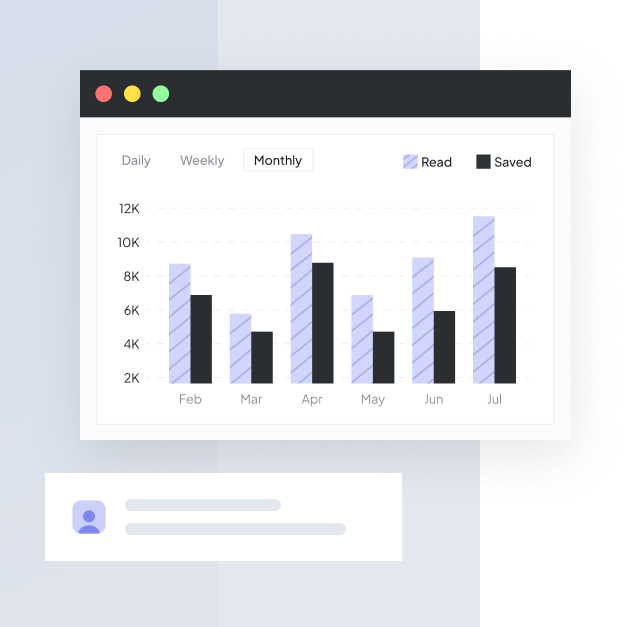 Daily Weekly Monthly Read Saved
12K
10K
8K
6K
4K
2K
Feb Mar Apr May Jun Jul